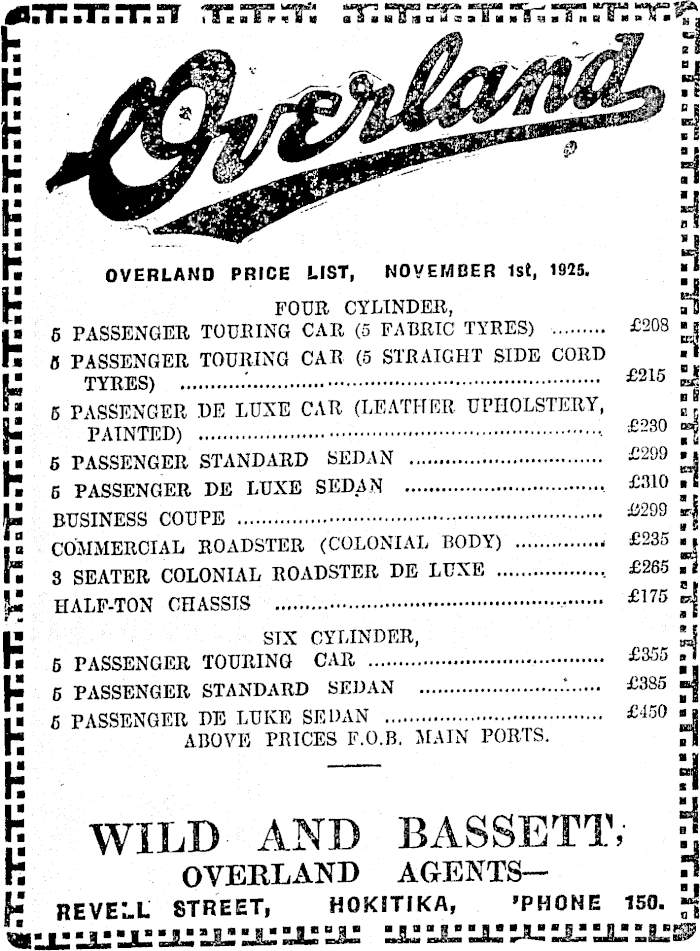 Overland
OVERLAND PRICE LIST, NOVEMBER 1st, 1925.
FOUR CYLINDER,
5 PASSENGER TOURING CAR (5 FABRIC TYRES) ......... £208
5 PASSENGER TOURING CAR (5 STRAIGHT SIDE CORD
TYRES) ............................................................ £215
5 PASSENGER DE LUXE CAR (LEATHER UPHOLSTERY,
PAINTED) ......................................................... £230
5 PASSENGER STANDARD SEDAN ............................... £299
5 PASSENGER DE LUXE SEDAN ................................ £310
BUSINESS COUPE ..................................................... £299
COMMERCIAL ROADSTER (COLONIAL BODY) .............. £235
3 SEATER COLONIAL ROADSTER DE LUXE ................. £265
HALF-TON CHASSIS .................................................. £175
SIX CYLINDER,
5 PASSENGER TOURING CAR ..................................... £355
5 PASSENGER STANDARD SEDAN ............................. £385
5 PASSENGER DE LUKE SEDAN .................................. £450
ABOVE PRICES F.O.B. MAIN PORTS.
WILD AND BASSETT,
OVERLAND AGENTS—
REVELL STREET, HOKITIKA, 'PHONE 150.